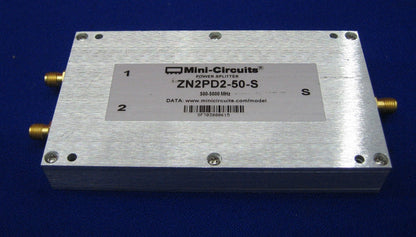 Mini-Circuits®
POWER SPLITTER
1
ZN2PD2-50-S
500-5000 MHz
S
DATA: www.minicircuits.com/model
2